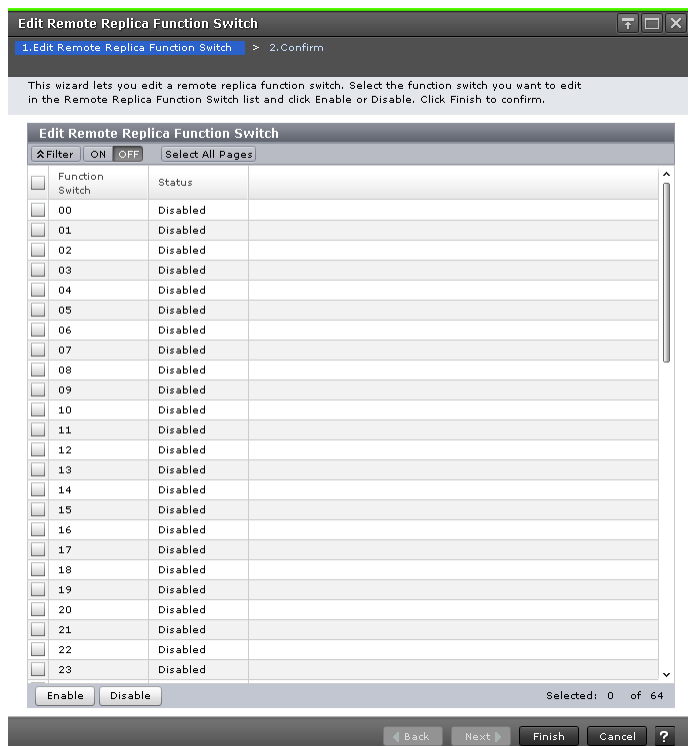 Edit Remote Replica Function Switch
1.Edit Remote Replica Function Switch > 2.Confirm
This wizard lets you edit a remote replica function switch. Select the function switch you want to edit
in the Remote Replica Function Switch list and click Enable or Disable. Click Finish to confirm.
Edit Remote Replica Function Switch
Filter ON OFF Select All Pages
Function
Switch
Status
00 Disabled
01 Disabled
02 Disabled
03 Disabled
04 Disabled
05 Disabled
06 Disabled
07 Disabled
08 Disabled
09 Disabled
10 Disabled
11 Disabled
12 Disabled
13 Disabled
14 Disabled
15 Disabled
16 Disabled
17 Disabled
18 Disabled
19 Disabled
20 Disabled
21 Disabled
22 Disabled
23 Disabled
Enable Disable Selected: 0 of 64
Back Next Finish Cancel ?